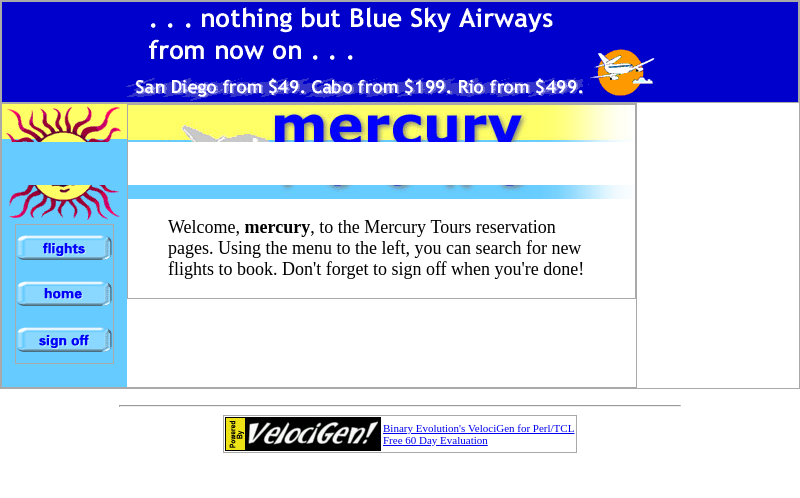 . . . nothing but Blue Sky Airways
from now on . . .
San Diego from $49. Cabo from $199. Rio from $499.
mercury
Welcome, mercury, to the Mercury Tours reservation
pages. Using the menu to the left, you can search for new
flights to book. Don't forget to sign off when you're done!
flights
home
sign off
Powered
By
VelociGen!
Binary Evolution's VelociGen for Perl/TCL
Free 60 Day Evaluation